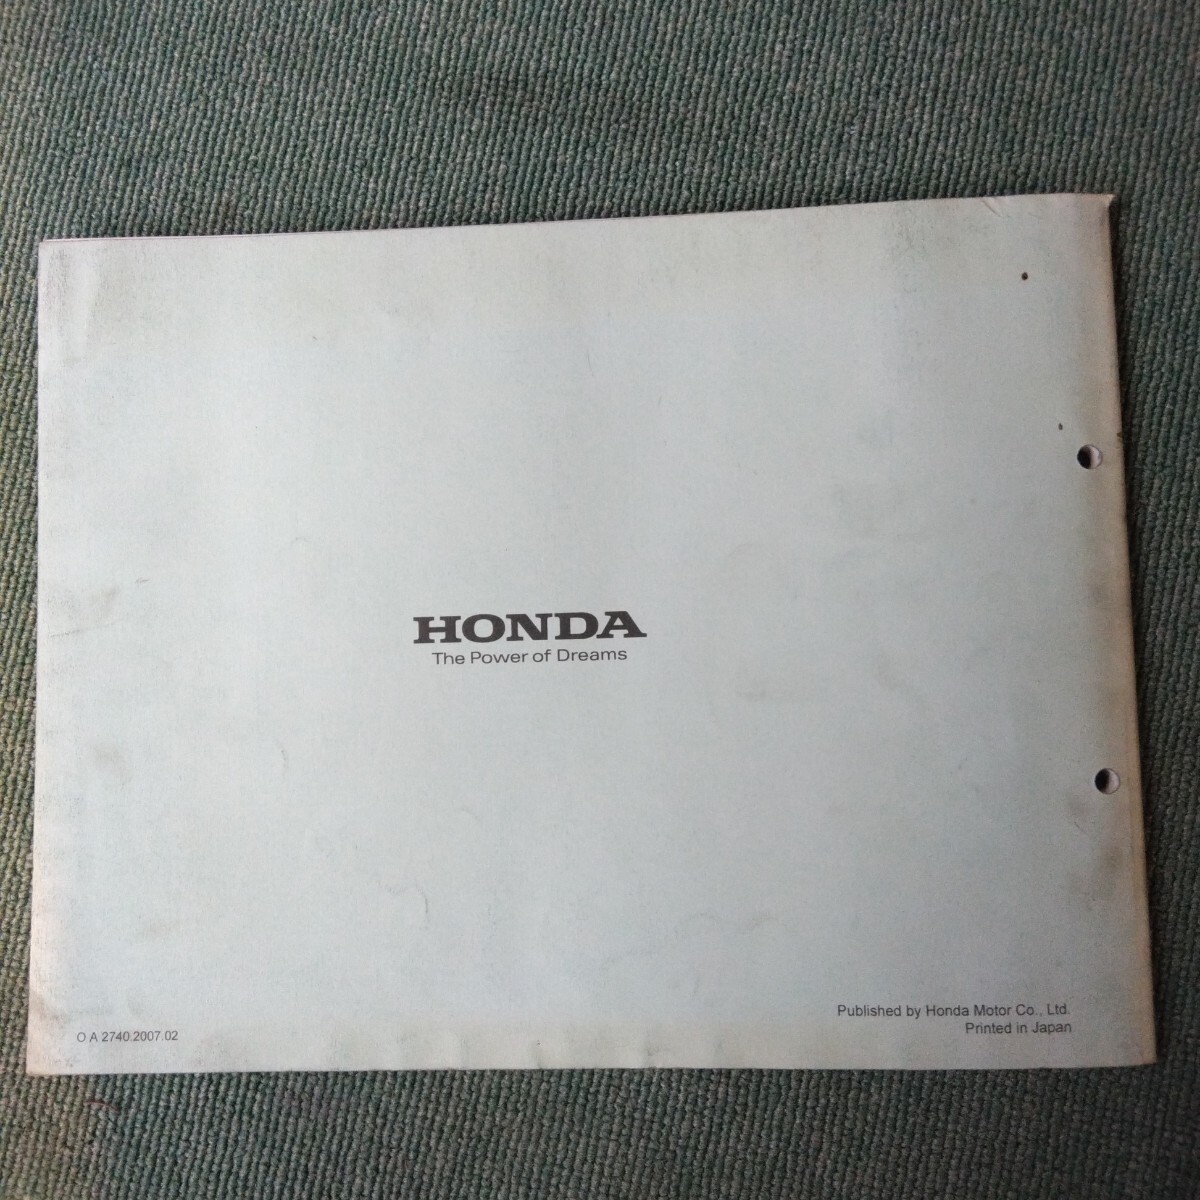 HONDA
The Power of Dreams
O A 2740.2007.02
Published by Honda Motor Co., Ltd.
Printed in Japan